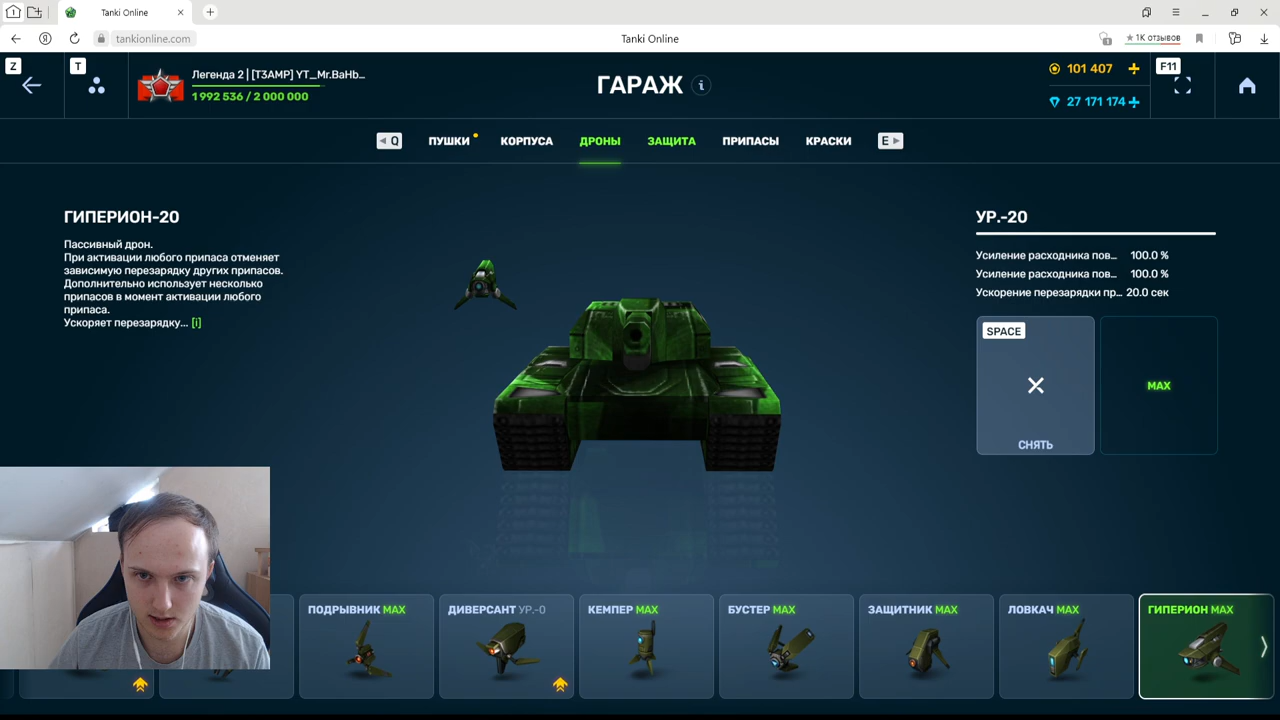 Tanki Online
tankionline.com
Tanki Online
★ 1K отзывов
Z
T
Легенда 2 | [T3AMP] YT_Mr.BaHb...
1 992 536 / 2 000 000
ГАРАЖ
i
101 407
27 171 174
F11
Q
ПУШКИ
КОРПУСА
ДРОНЫ
ЗАЩИТА
ПРИПАСЫ
КРАСКИ
E
ГИПЕРИОН-20
Пассивный дрон.
При активации любого припаса отменяет
зависимую перезарядку других припасов.
Дополнительно использует несколько
припасов в момент активации любого
припаса.
Ускоряет перезарядку... [i]
УР.-20
Усиление расходника пов... 100.0 %
Усиление расходника пов... 100.0 %
Ускорение перезарядки пр... 20.0 сек
SPACE
СНЯТЬ
MAX
ПОДРЫВНИК MAX
ДИВЕРСАНТ УР.-0
КЕМПЕР MAX
БУСТЕР MAX
ЗАЩИТНИК MAX
ЛОВКАЧ MAX
ГИПЕРИОН MAX